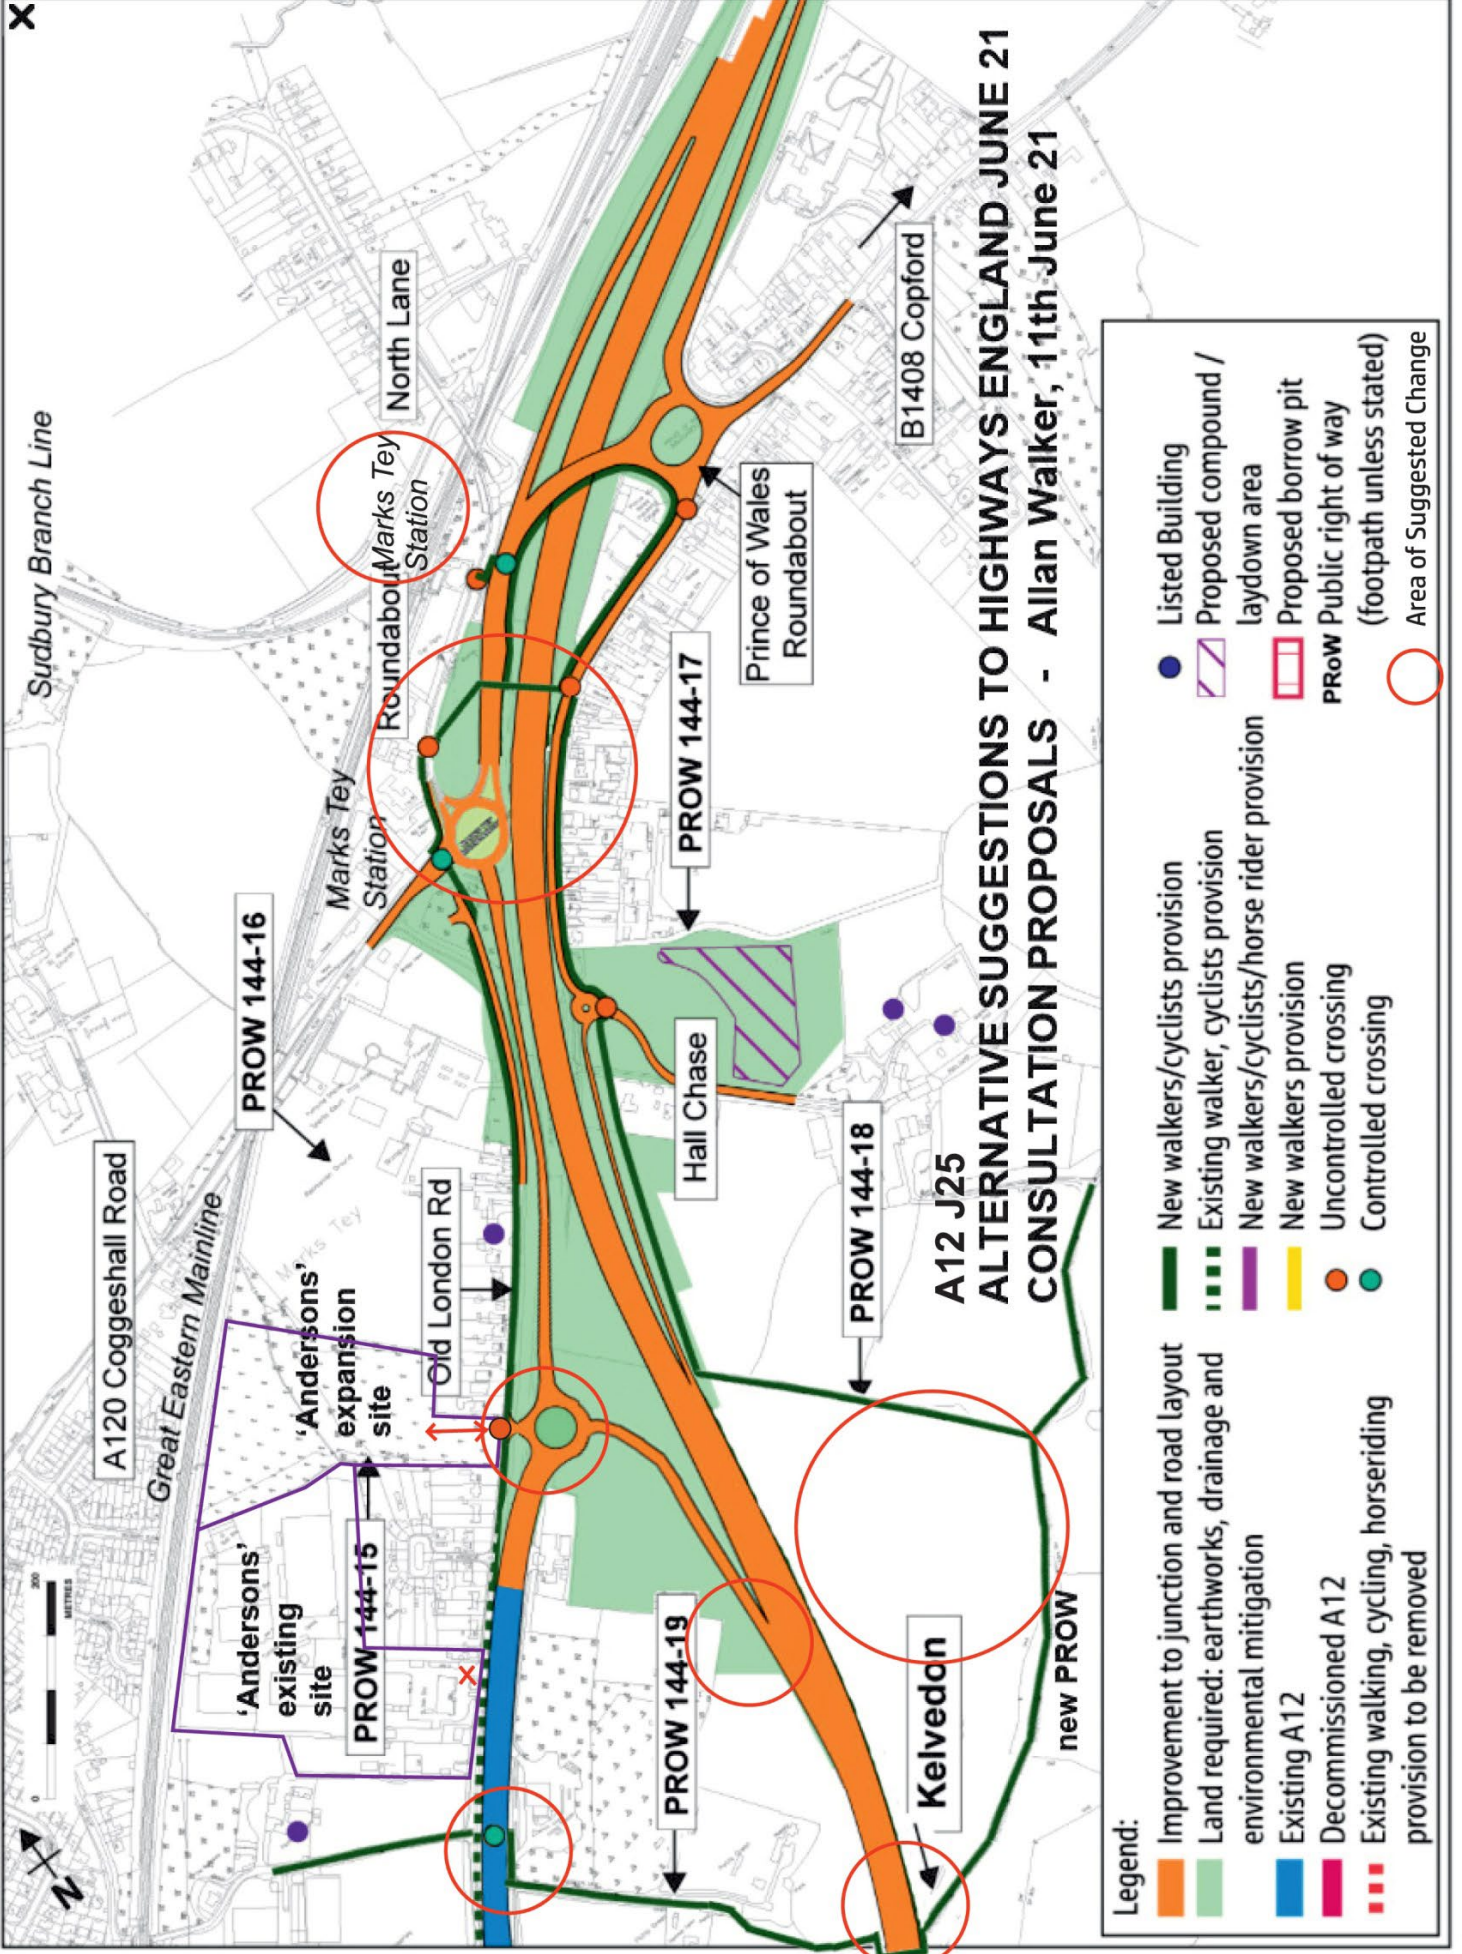 X
Sudbury Branch Line
North Lane
Marks Tey
Station
Roundabout
Marks Tey
Station
B1408 Copford
Prince of Wales
Roundabout
PROW 144-17
PROW 144-16
A120 Coggeshall Road
Great Eastern Mainline
Marks Tey
Hall Chase
Old London Rd
'Andersons'
expansion
site
'Andersons'
existing
site
PROW 144-15
PROW 144-18
PROW 144-19
Kelvedon
new PROW
0
200
METRES
N
A12 J25
ALTERNATIVE SUGGESTIONS TO HIGHWAYS ENGLAND JUNE 21
CONSULTATION PROPOSALS - Allan Walker, 11th June 21
Legend:
Improvement to junction and road layout
Land required: earthworks, drainage and
environmental mitigation
Existing A12
Decommissioned A12
Existing walking, cycling, horseriding
provision to be removed
New walkers/cyclists provision
Existing walker, cyclists provision
New walkers/cyclists/horse rider provision
New walkers provision
Uncontrolled crossing
Controlled crossing
Listed Building
Proposed compound /
laydown area
Proposed borrow pit
PRoW Public right of way
(footpath unless stated)
Area of Suggested Change